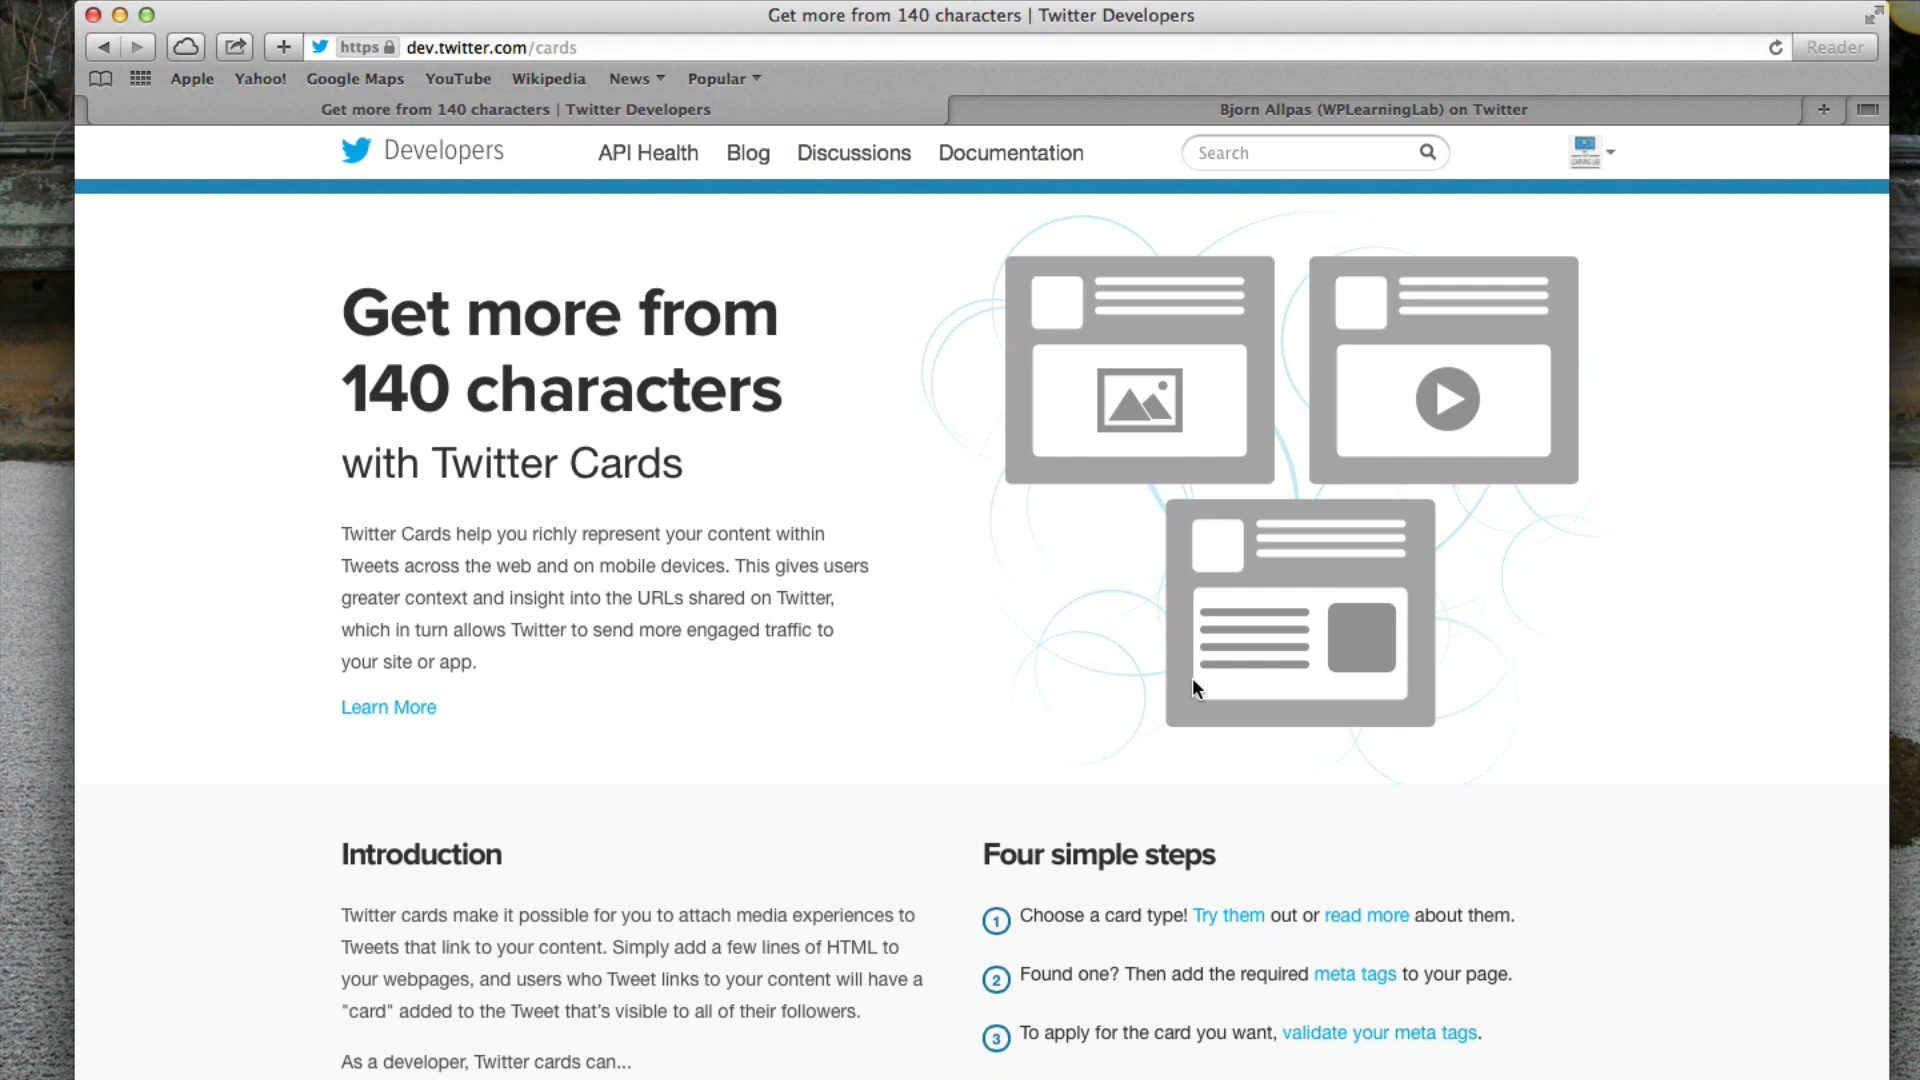 Get more from 140 characters | Twitter Developers
https dev.twitter.com/cards
Reader
Apple Yahoo! Google Maps YouTube Wikipedia News Popular
Get more from 140 characters | Twitter Developers
Bjorn Allpas (WPLearningLab) on Twitter
Developers
API Health Blog Discussions Documentation
Search
Get more from
140 characters
with Twitter Cards
Twitter Cards help you richly represent your content within
Tweets across the web and on mobile devices. This gives users
greater context and insight into the URLs shared on Twitter,
which in turn allows Twitter to send more engaged traffic to
your site or app.
Learn More
Introduction
Twitter cards make it possible for you to attach media experiences to
Tweets that link to your content. Simply add a few lines of HTML to
your webpages, and users who Tweet links to your content will have a
"card" added to the Tweet that's visible to all of their followers.
As a developer, Twitter cards can...
Four simple steps
1 Choose a card type! Try them out or read more about them.
2 Found one? Then add the required meta tags to your page.
3 To apply for the card you want, validate your meta tags.